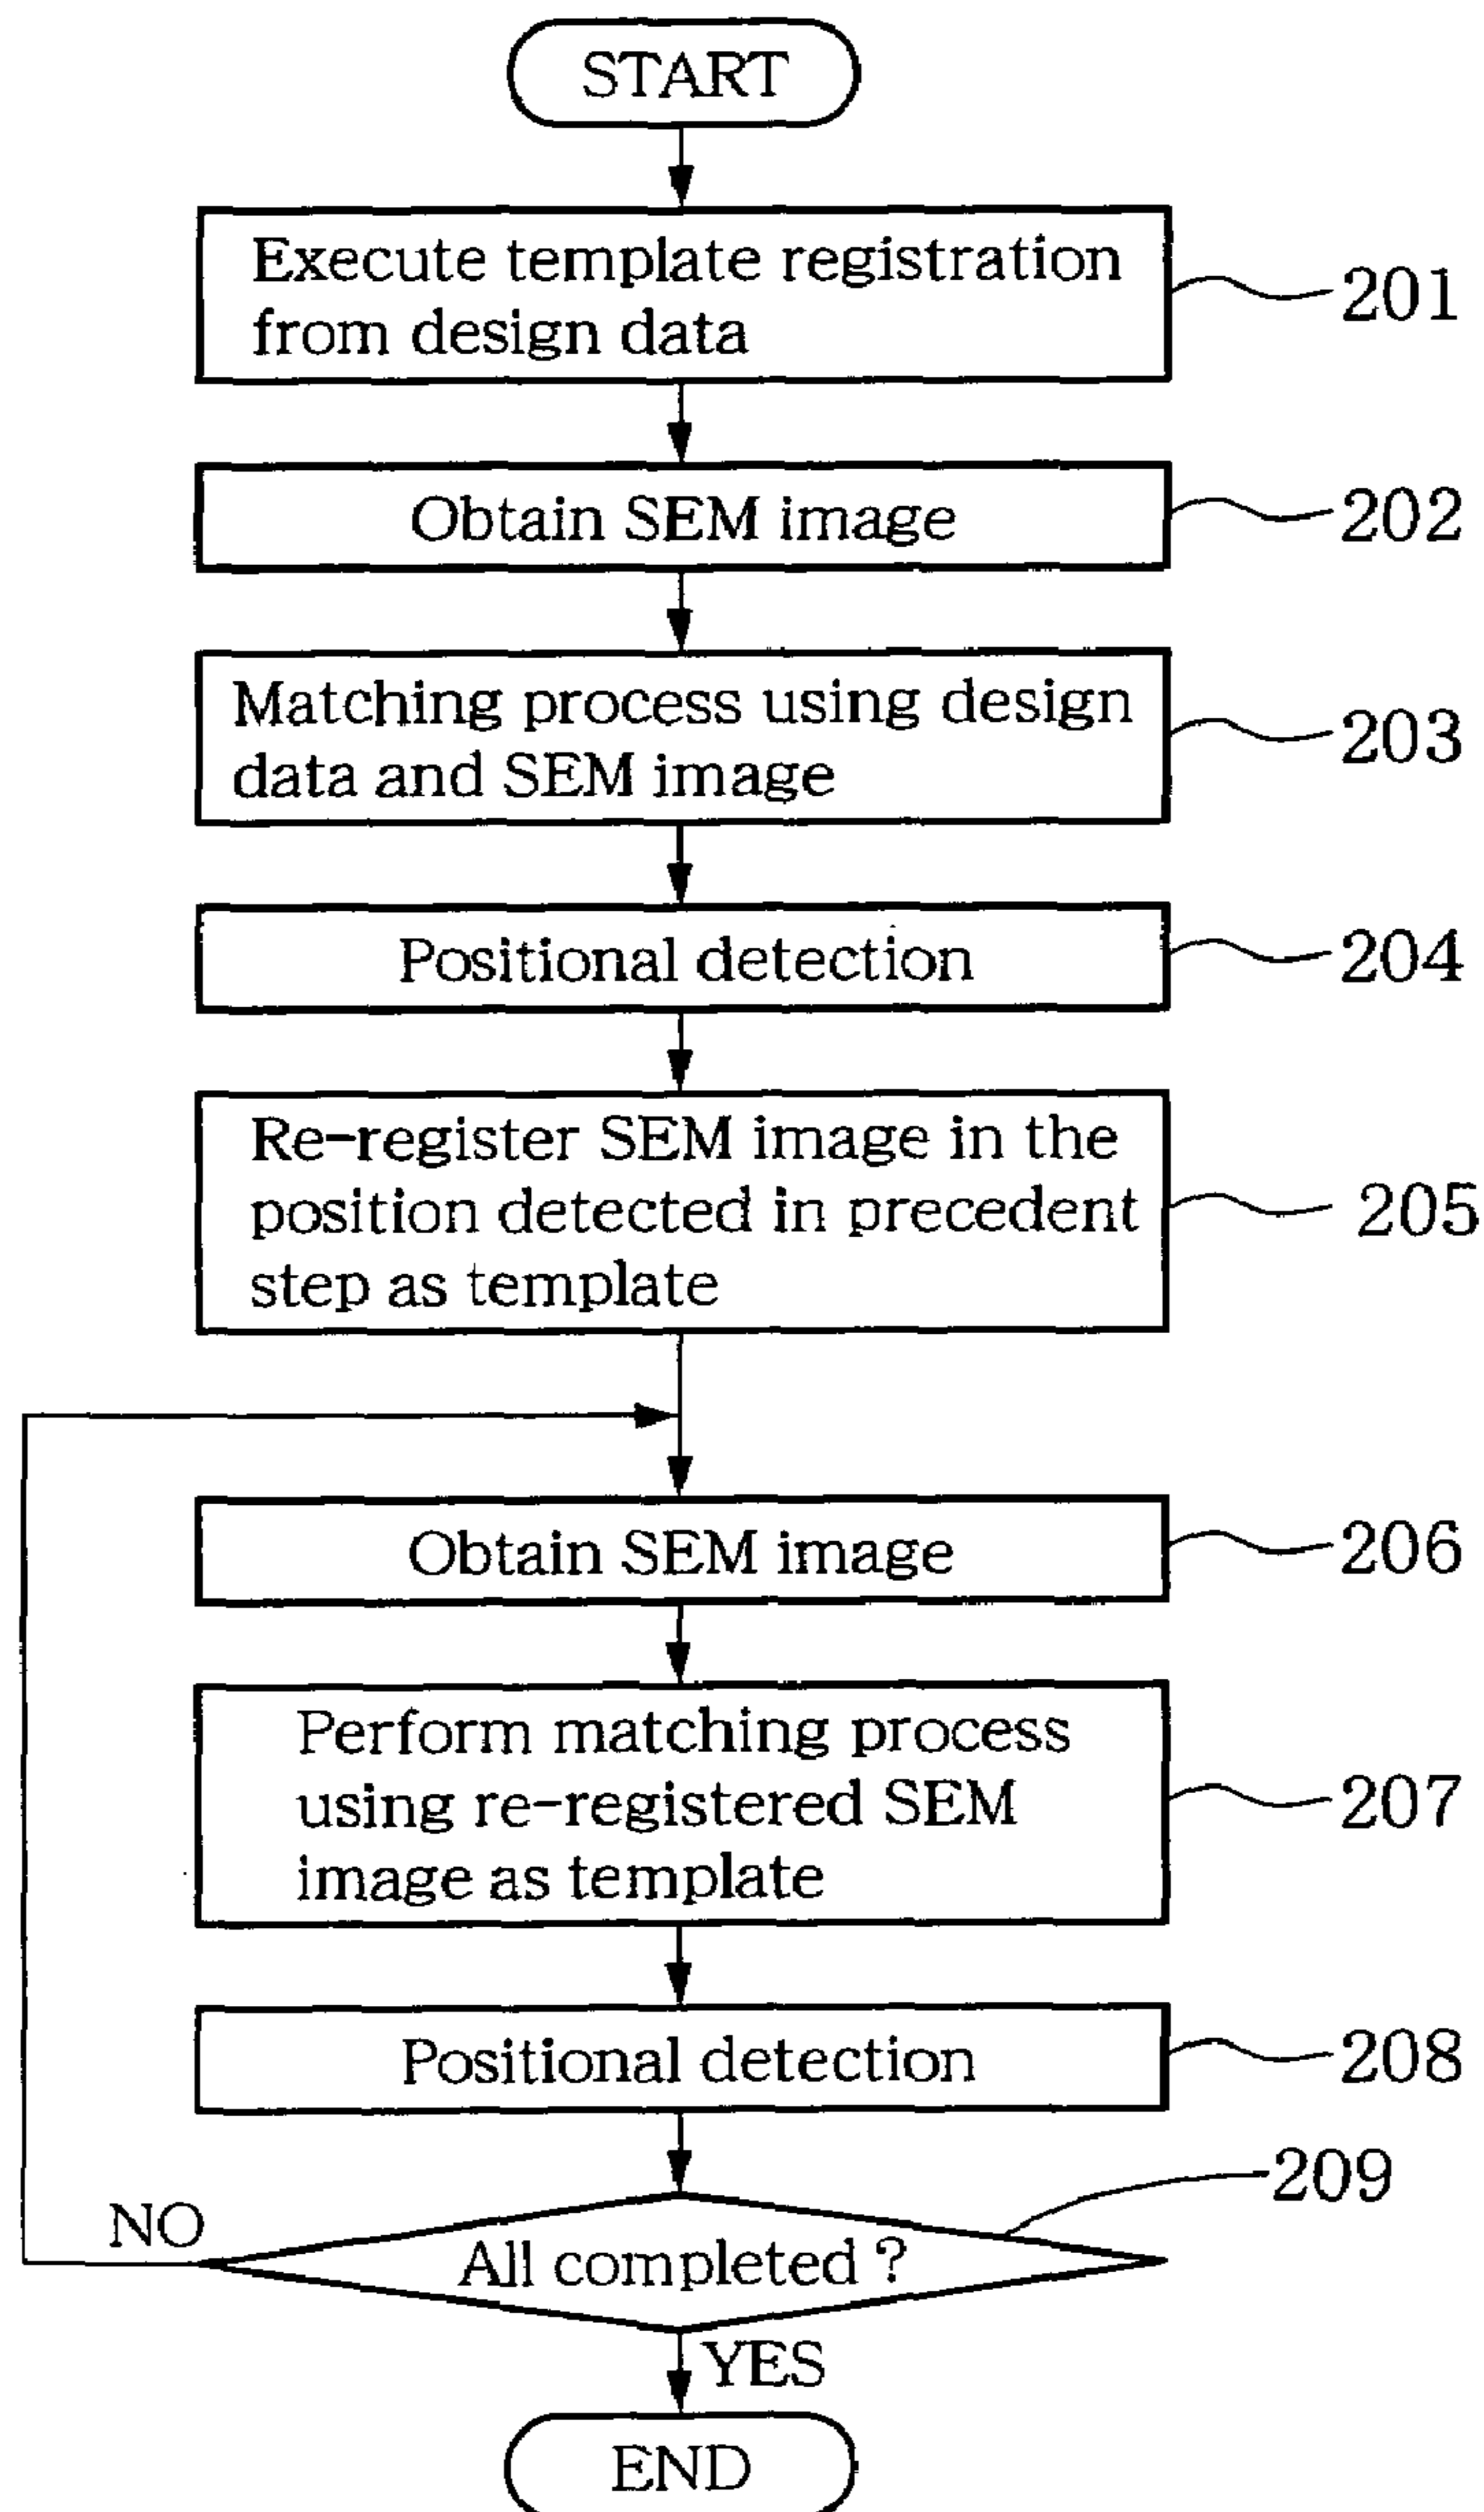 START
Execute template registration
from design data
201
Obtain SEM image
202
Matching process using design
data and SEM image
203
Positional detection
204
Re-register SEM image in the
position detected in precedent
step as template
205
Obtain SEM image
206
Perform matching process
using re-registered SEM
image as template
207
Positional detection
208
209
NO
All completed ?
YES
END